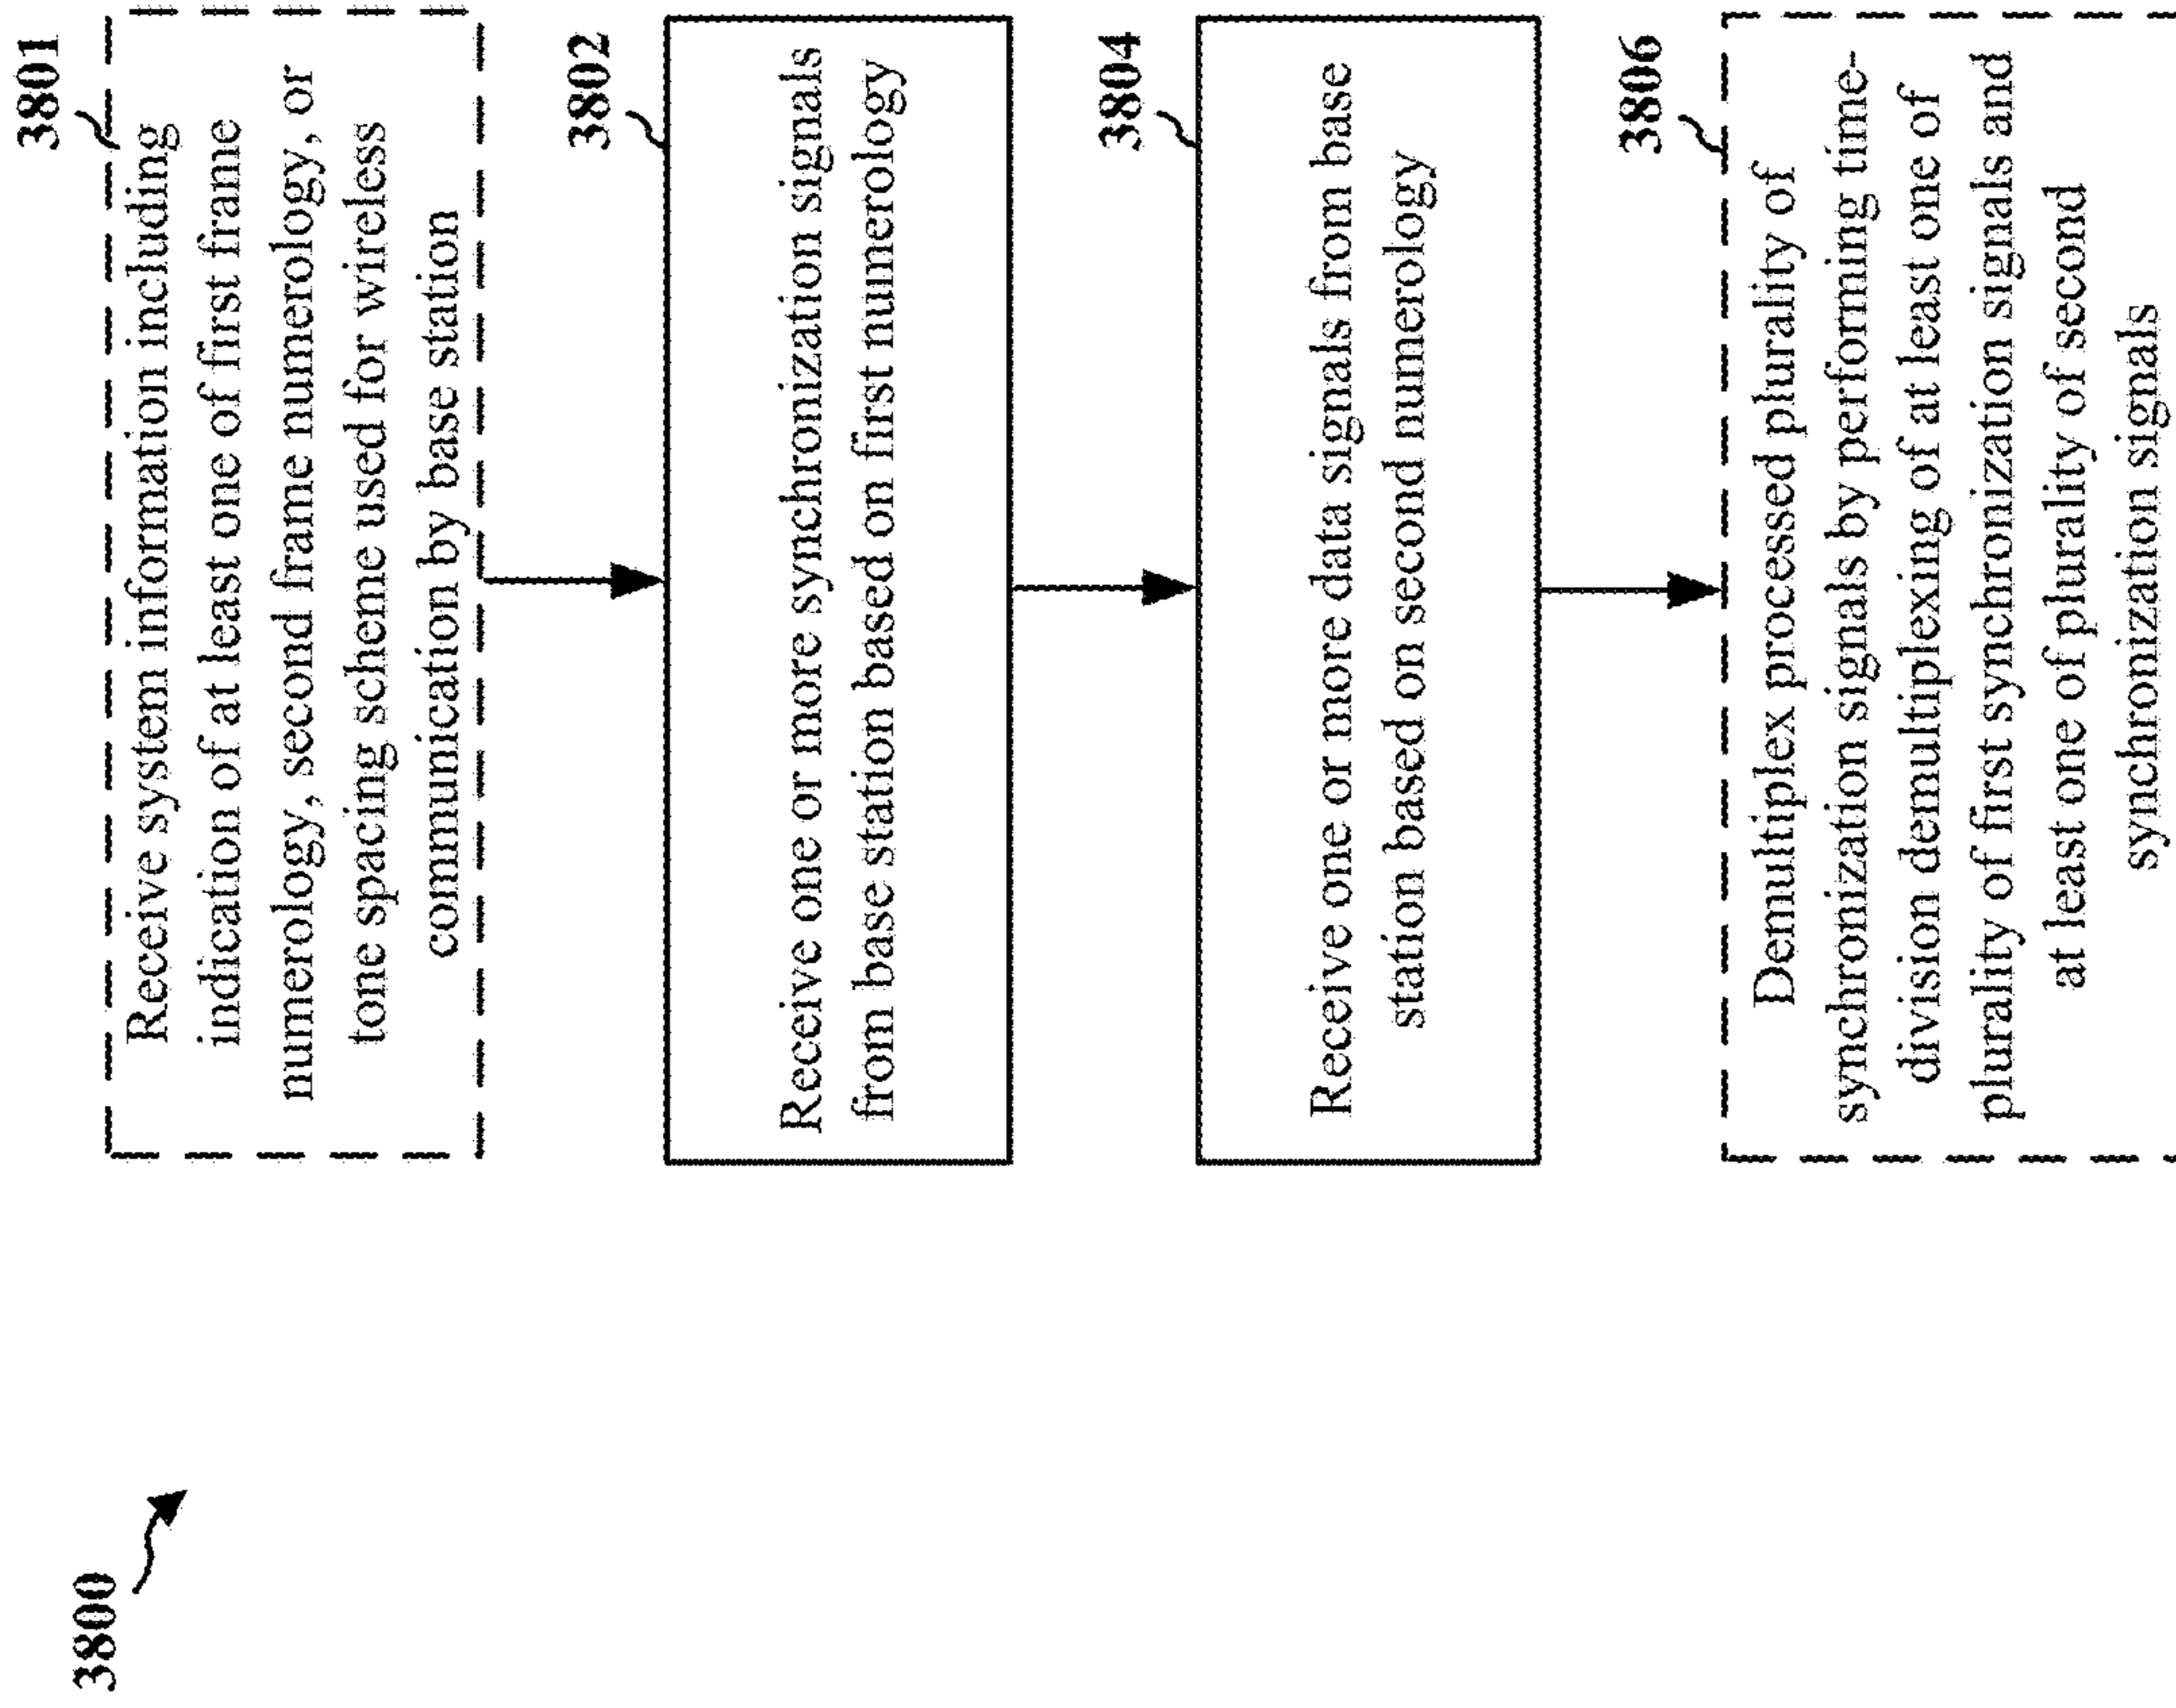 3800
3801
Receive system information including
indication of at least one of first frame
numerology, second frame numerology, or
tone spacing scheme used for wireless
communication by base station
3802
Receive one or more synchronization signals
from base station based on first numerology
3804
Receive one or more data signals from base
station based on second numerology
3806
Demultiplex processed plurality of
synchronization signals by performing time-
division demultiplexing of at least one of
plurality of first synchronization signals and
at least one of plurality of second
synchronization signals